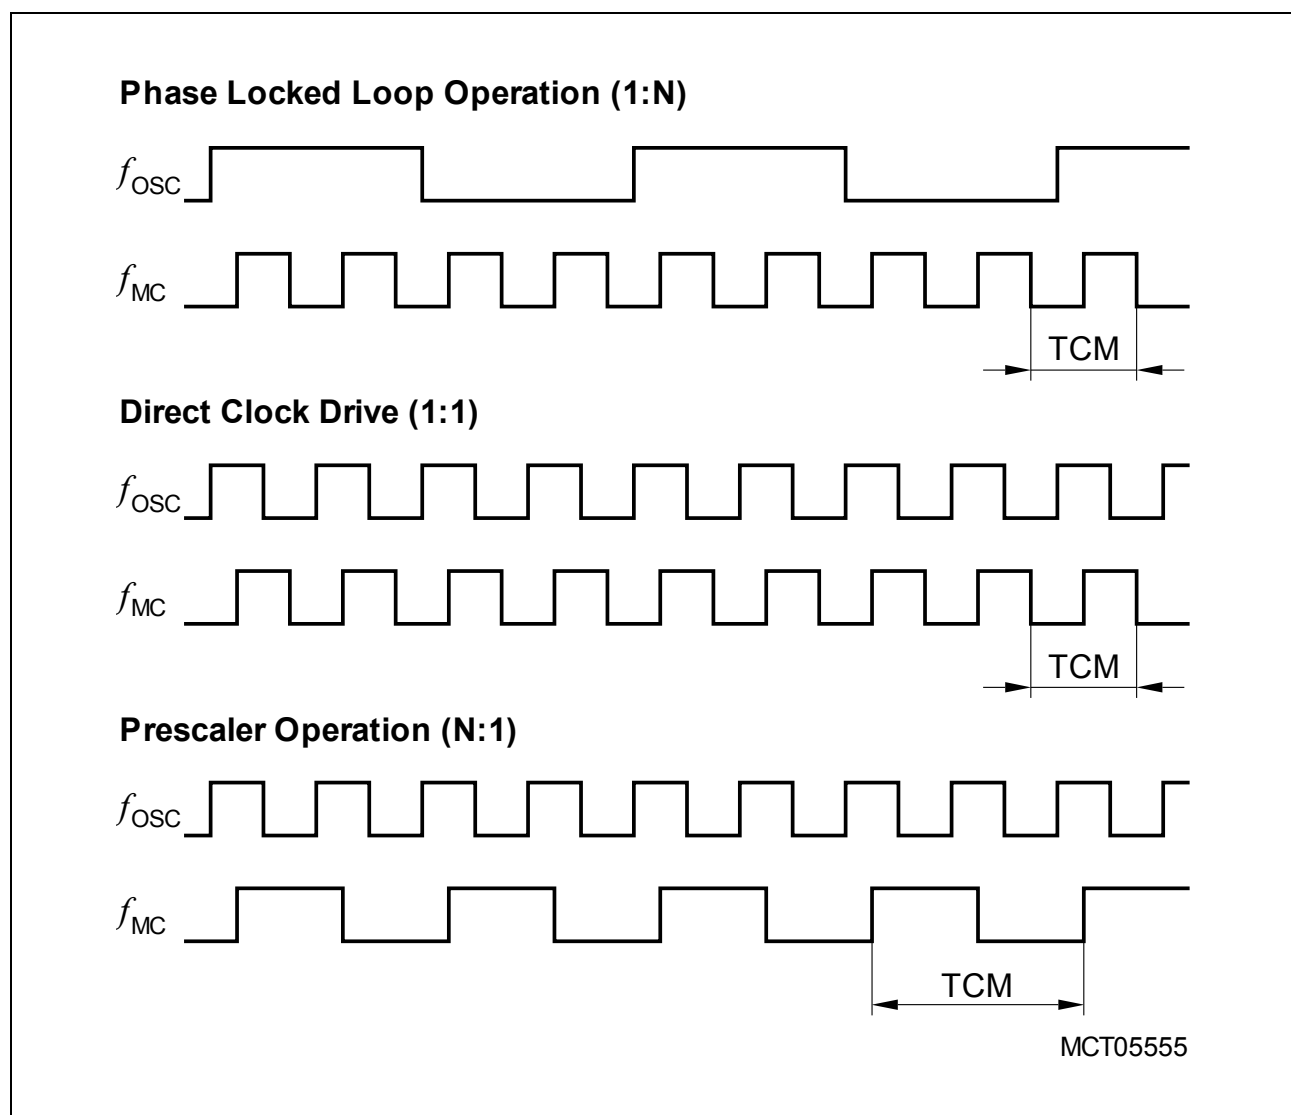 Phase Locked Loop Operation (1:N)
fOSC
fMC
TCM
Direct Clock Drive (1:1)
fOSC
fMC
TCM
Prescaler Operation (N:1)
fOSC
fMC
TCM
MCT05555